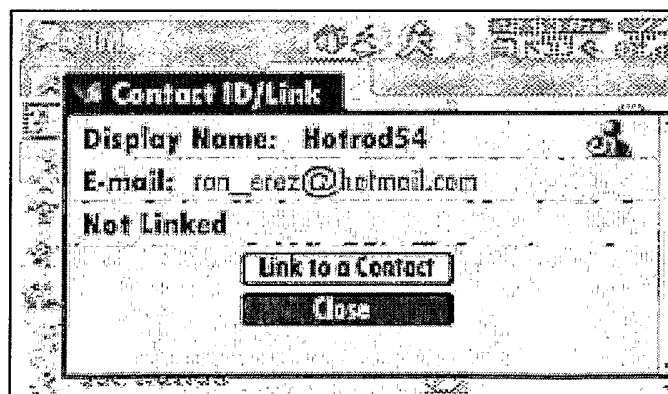 Contact ID/Link
Display Name: Hotrod54
E-mail: ron_erez@hotmail.com
Not Linked
Link to a Contact
Close